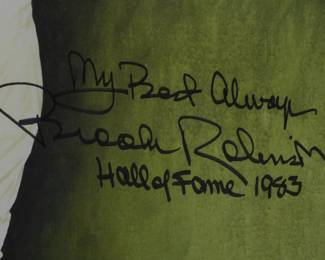 My Best Always
Brooks Robinson
Hall of Fame 1983